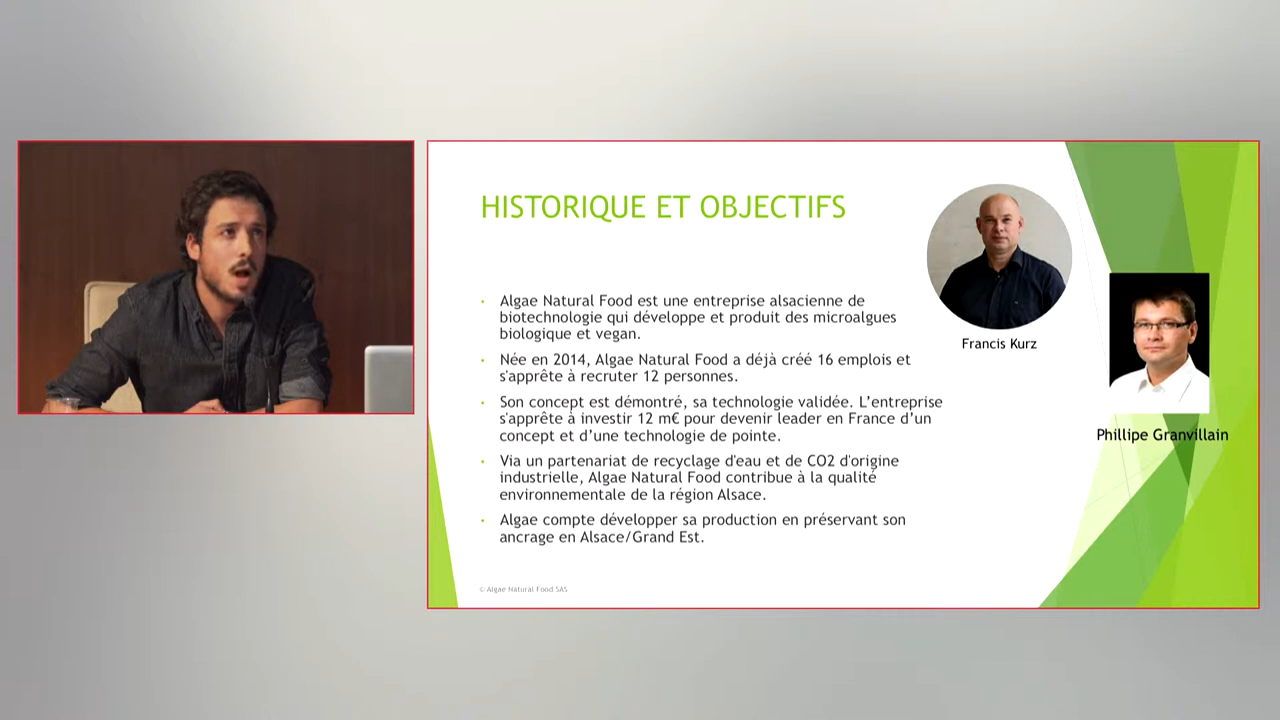 HISTORIQUE ET OBJECTIFS
• Algae Natural Food est une entreprise alsacienne de
biotechnologie qui développe et produit des microalgues
biologique et vegan.
• Née en 2014, Algae Natural Food a déjà créé 16 emplois et
s'apprête à recruter 12 personnes.
• Son concept est démontré, sa technologie validée. L’entreprise
s'apprête à investir 12 m€ pour devenir leader en France d’un
concept et d’une technologie de pointe.
• Via un partenariat de recyclage d'eau et de CO2 d'origine
industrielle, Algae Natural Food contribue à la qualité
environnementale de la région Alsace.
• Algae compte développer sa production en préservant son
ancrage en Alsace/Grand Est.
Francis Kurz
Phillipe Granvillain
© Algae Natural Food SAS